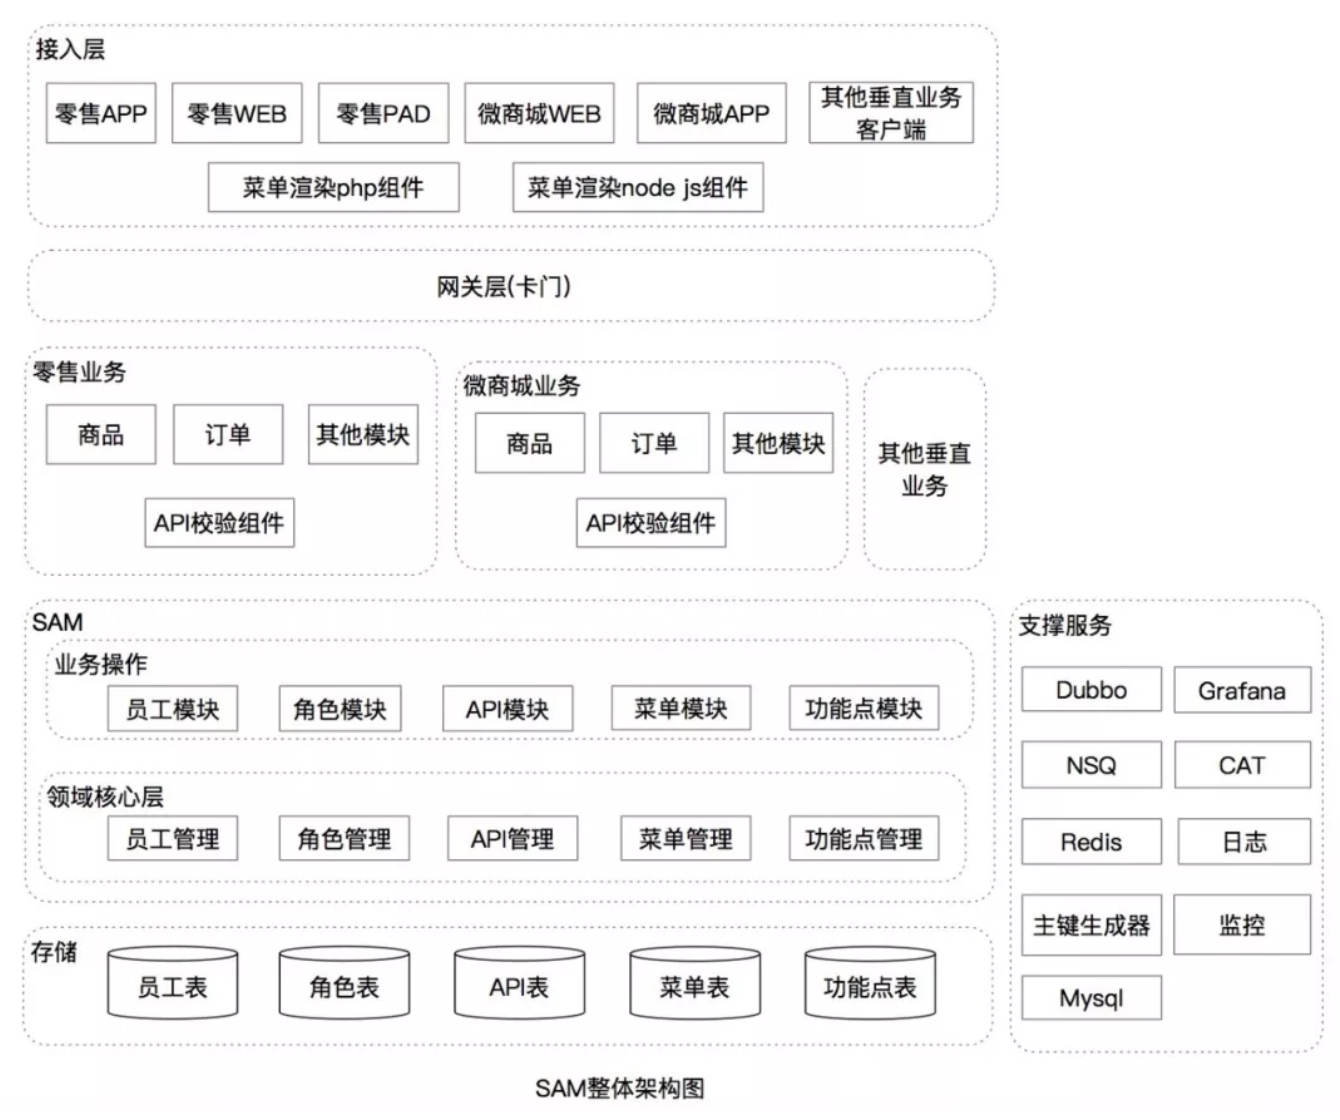 接入层
零售APP
零售WEB
零售PAD
微商城WEB
微商城APP
其他垂直业务
客户端
菜单渲染php组件
菜单渲染node js组件
网关层(卡门)
零售业务
商品
订单
其他模块
API校验组件
微商城业务
商品
订单
其他模块
API校验组件
其他垂直
业务
SAM
业务操作
员工模块
角色模块
API模块
菜单模块
功能点模块
领域核心层
员工管理
角色管理
API管理
菜单管理
功能点管理
存储
员工表
角色表
API表
菜单表
功能点表
支撑服务
Dubbo
Grafana
NSQ
CAT
Redis
日志
主键生成器
监控
Mysql
SAM整体架构图